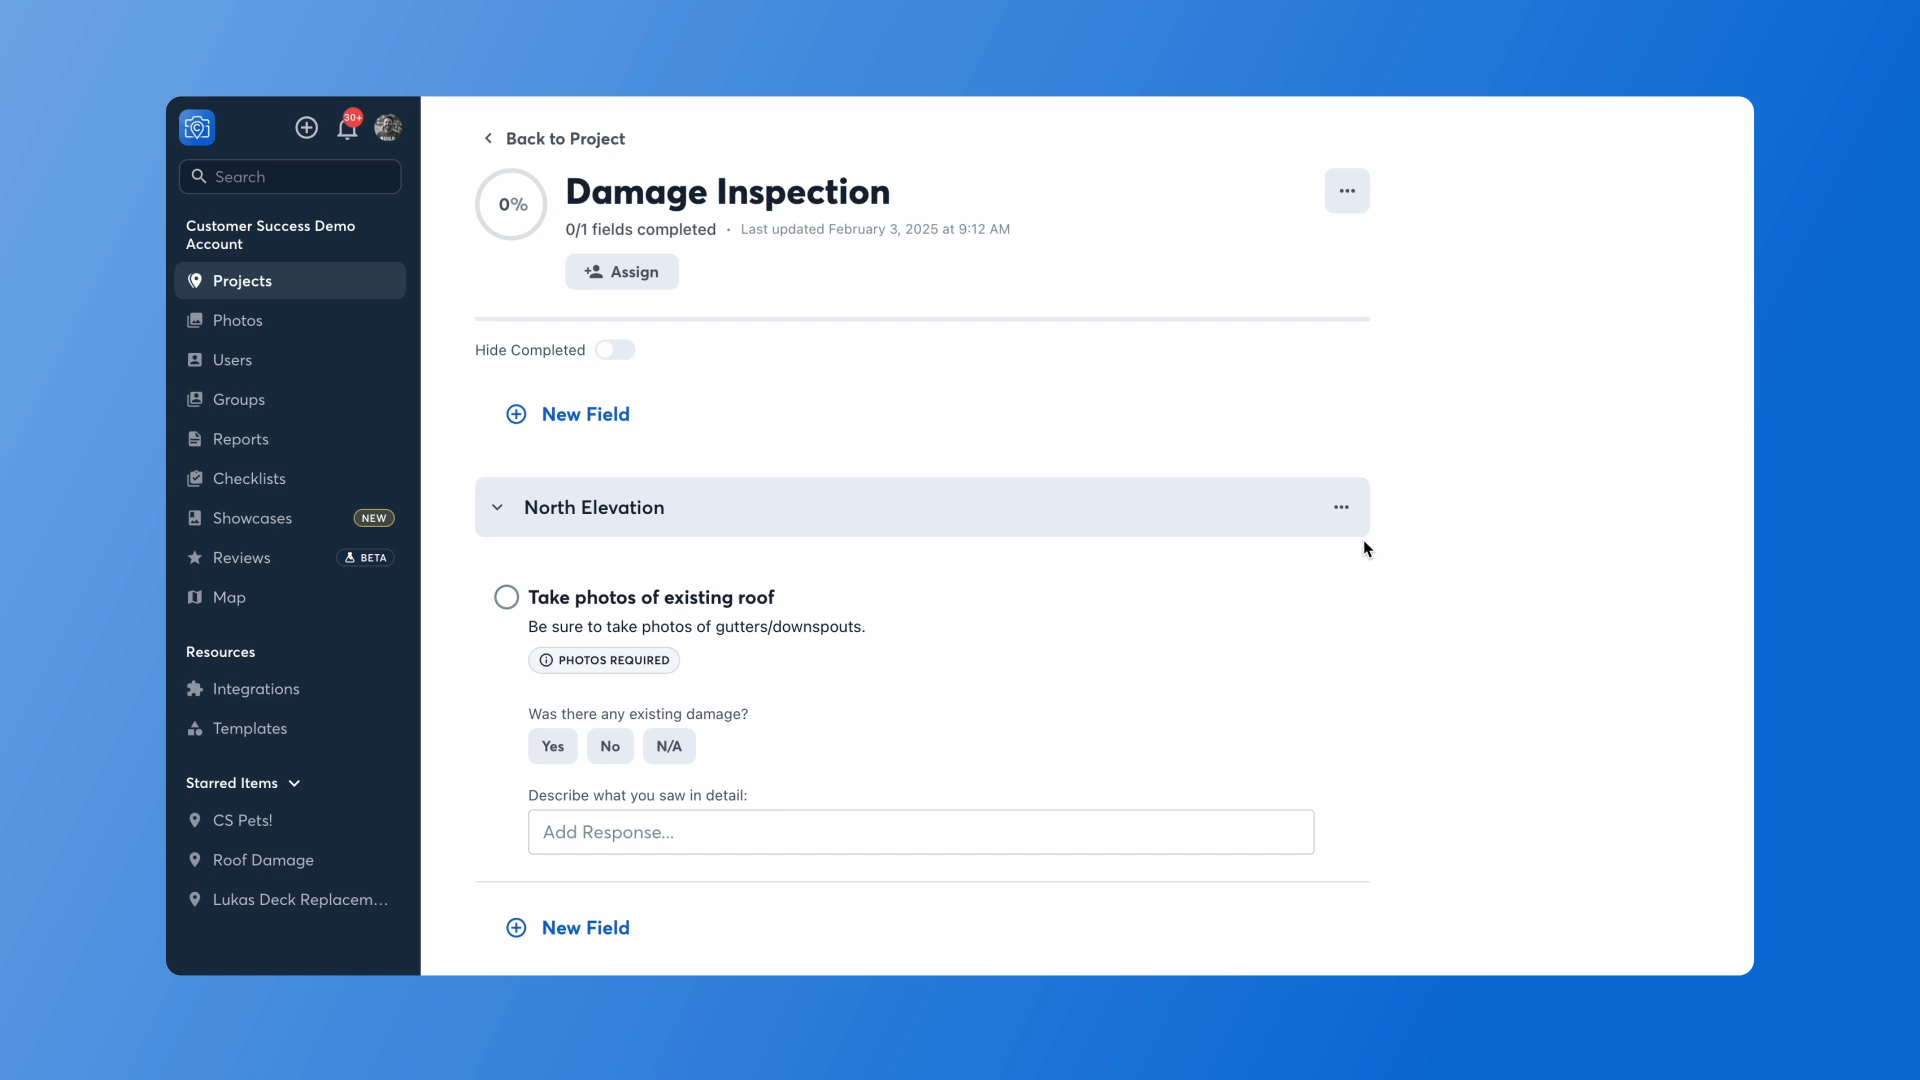 30+
Search
Customer Success Demo
Account
Projects
Photos
Users
Groups
Reports
Checklists
Showcases NEW
Reviews BETA
Map
Resources
Integrations
Templates
Starred Items
CS Pets!
Roof Damage
Lukas Deck Replacem...
Back to Project
0%
Damage Inspection
0/1 fields completed • Last updated February 3, 2025 at 9:12 AM
Assign
Hide Completed
New Field
North Elevation
Take photos of existing roof
Be sure to take photos of gutters/downspouts.
PHOTOS REQUIRED
Was there any existing damage?
Yes No N/A
Describe what you saw in detail:
Add Response...
New Field